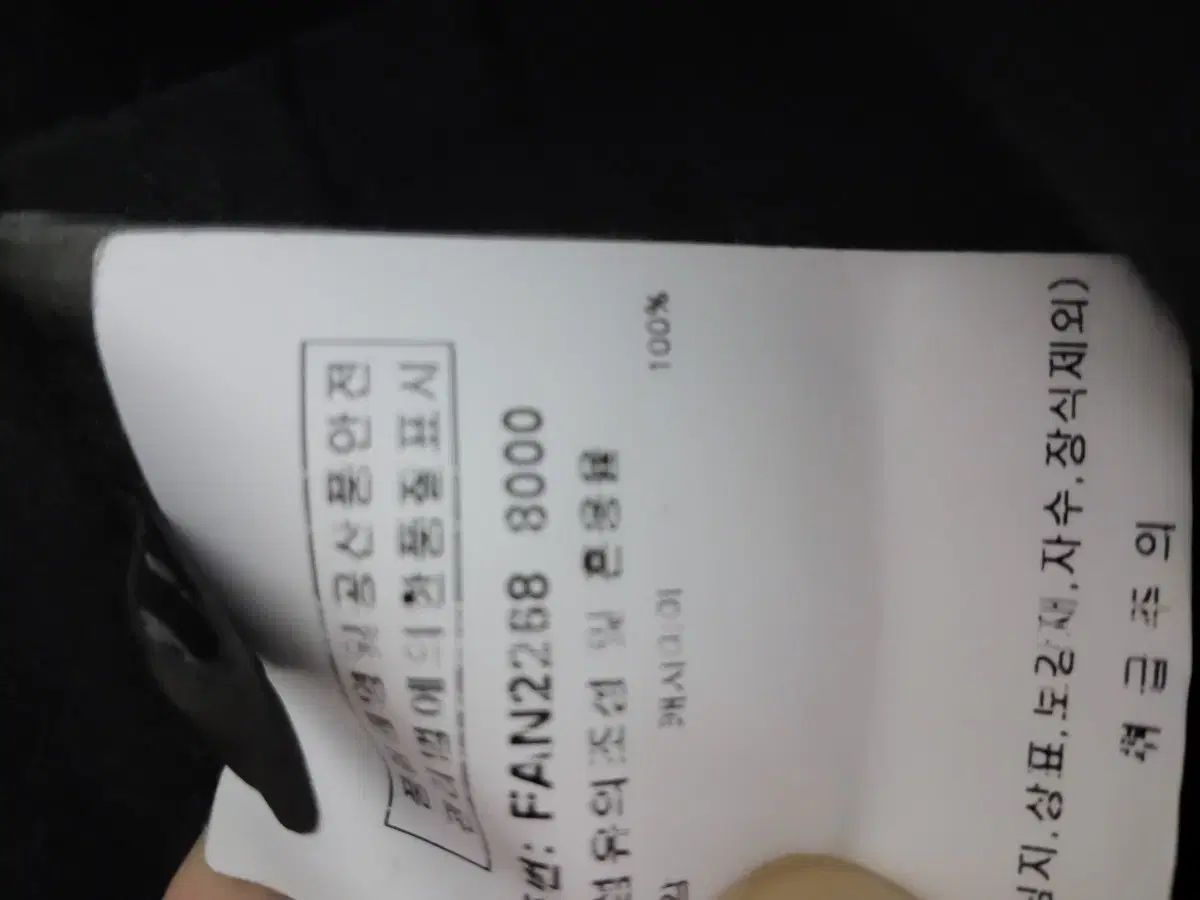 품질경영 및 공산품안전
관리법에 의한 품질표시
번: FAN2268 8000
섬유의 조성 및 혼용률
캐시미어 100%
심지.상표.보강재.자수.장식제외)
취급주의